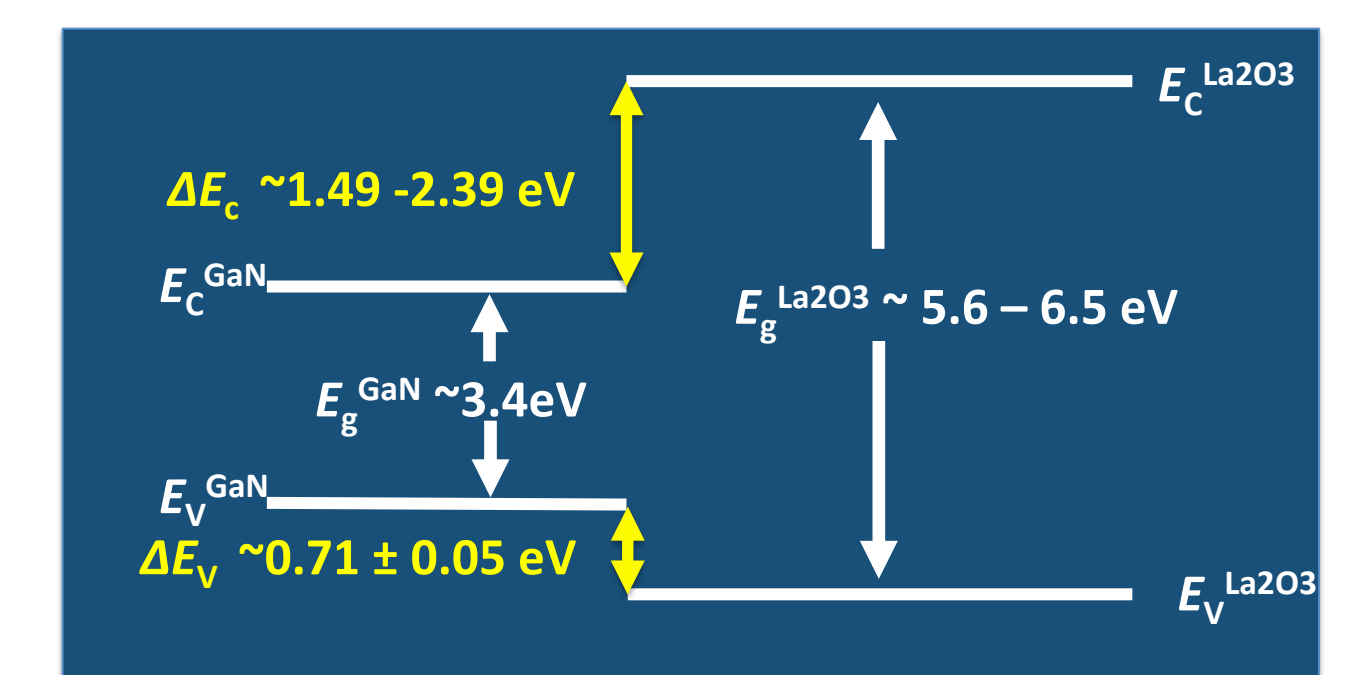 E_C^La2O3
ΔE_c ~1.49 -2.39 eV
E_C^GaN
E_g^La2O3 ~ 5.6 – 6.5 eV
E_g^GaN ~3.4eV
E_V^GaN
ΔE_V ~0.71 ± 0.05 eV
E_V^La2O3